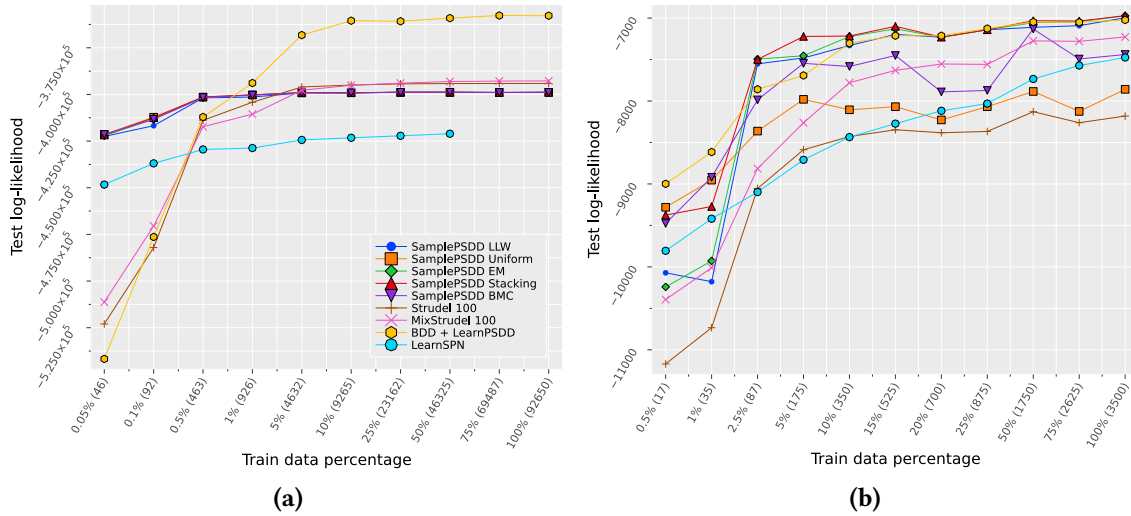 Test log-likelihood
−3.750×10⁵
−4.000×10⁵
−4.250×10⁵
−4.500×10⁵
−4.750×10⁵
−5.000×10⁵
−5.250×10⁵
SamplePSDD LLW
SamplePSDD Uniform
SamplePSDD EM
SamplePSDD Stacking
SamplePSDD BMC
Strudel 100
MixStrudel 100
BDD + LearnPSDD
LearnSPN
0.05% (46)
0.1% (92)
0.5% (463)
1% (926)
5% (4632)
10% (9265)
25% (23162)
50% (46325)
75% (69487)
100% (92650)
Train data percentage
(a)
Test log-likelihood
−7000
−8000
−9000
−10000
−11000
0.5% (17)
1% (35)
2.5% (87)
5% (175)
10% (350)
15% (525)
20% (700)
25% (875)
50% (1750)
75% (2625)
100% (3500)
Train data percentage
(b)